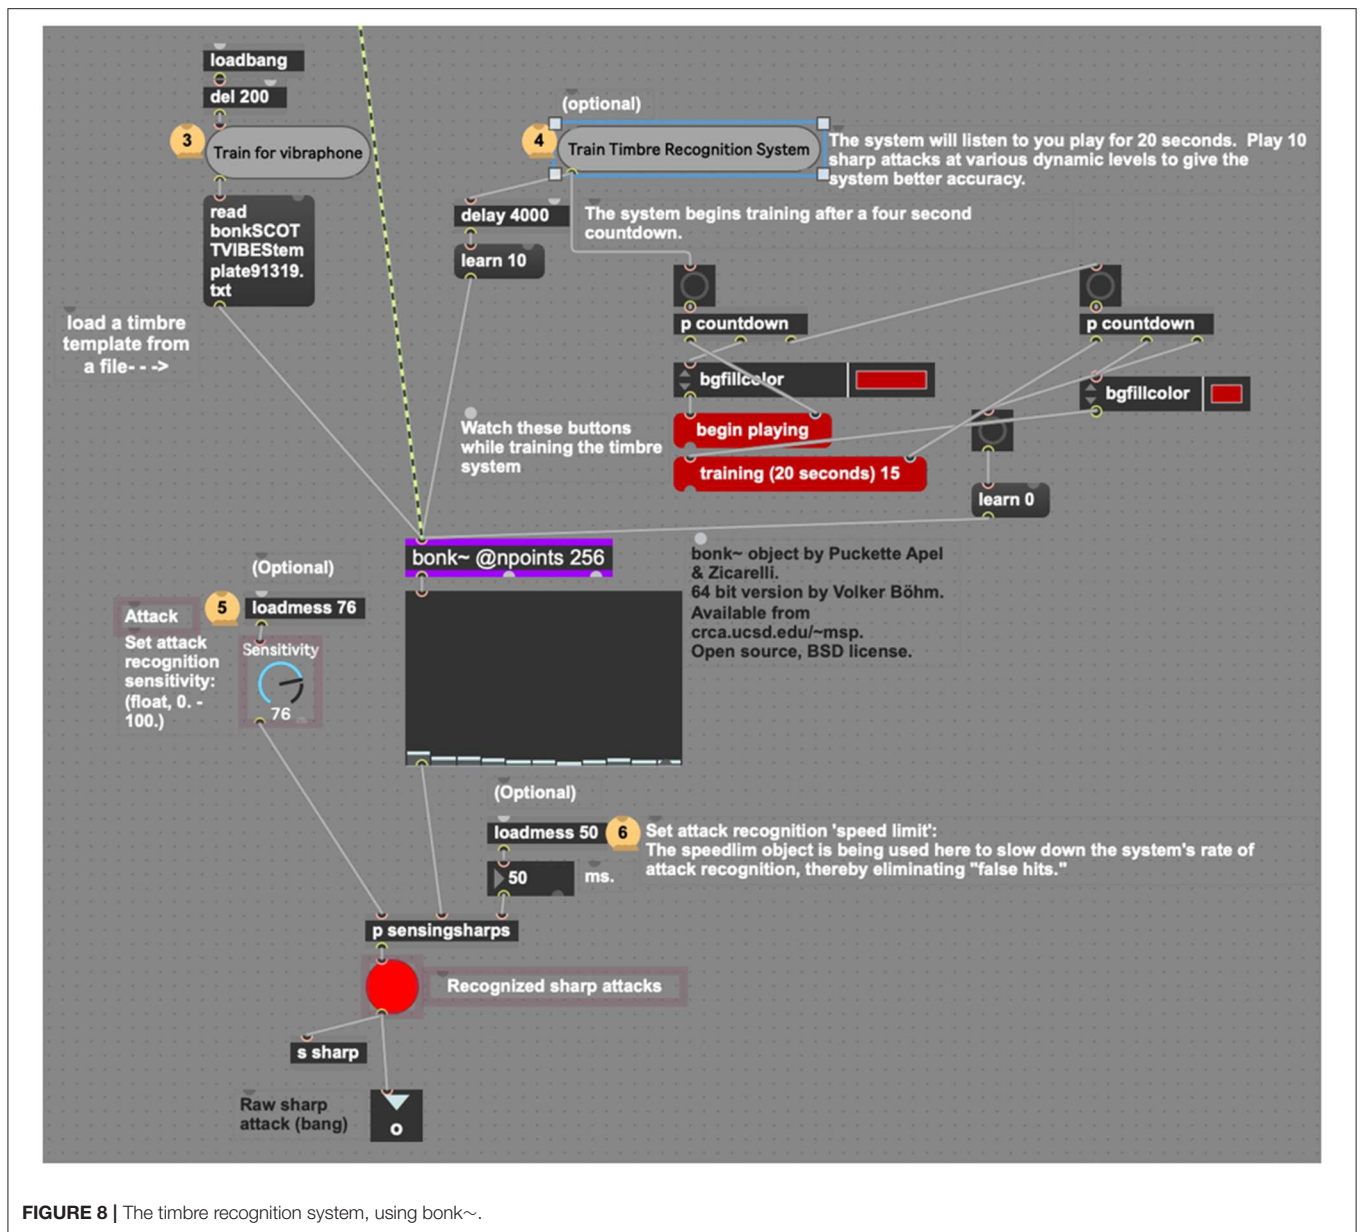 loadbang
del 200
(optional)
3
Train for vibraphone
4
Train Timbre Recognition System
The system will listen to you play for 20 seconds.  Play 10
sharp attacks at various dynamic levels to give the
system better accuracy.
read
bonkSCOT
TVIBEStem
plate91319.
txt
delay 4000
The system begins training after a four second
countdown.
learn 10
load a timbre
template from
a file- - ->
p countdown
p countdown
bgfillcolor
bgfillcolor
Watch these buttons
while training the timbre
system
begin playing
training (20 seconds) 15
learn 0
bonk~ @npoints 256
bonk~ object by Puckette Apel
& Zicarelli.
64 bit version by Volker Böhm.
Available from
crca.ucsd.edu/~msp.
Open source, BSD license.
(Optional)
Attack
5
loadmess 76
Set attack
recognition
sensitivity:
(float, 0. -
100.)
Sensitivity
76
(Optional)
loadmess 50
6
Set attack recognition 'speed limit':
The speedlim object is being used here to slow down the system's rate of
attack recognition, thereby eliminating "false hits."
50
ms.
p sensingsharps
Recognized sharp attacks
s sharp
Raw sharp
attack (bang)
o
FIGURE 8 | The timbre recognition system, using bonk∼.